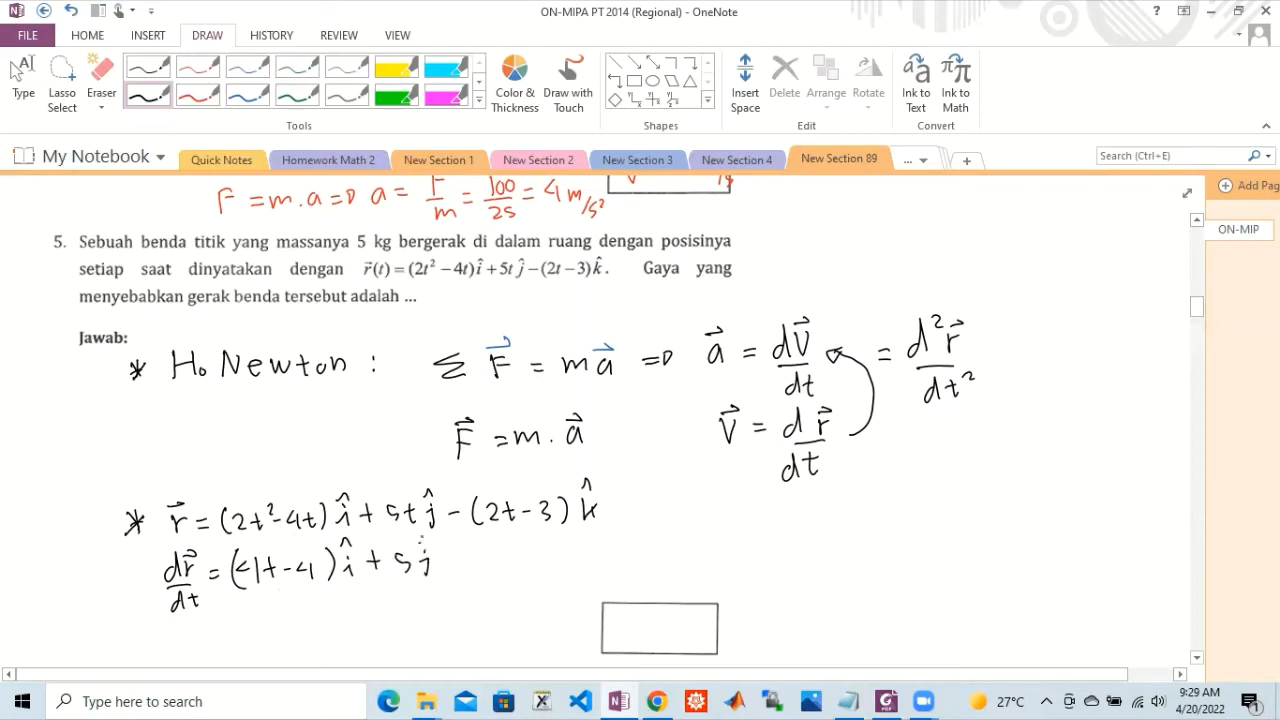 ON-MIPA PT 2014 (Regional) - OneNote
FILE HOME INSERT DRAW HISTORY REVIEW VIEW
Type Lasso Select Eraser Color & Thickness Draw with Touch Insert Space Delete Arrange Rotate Ink to Text Ink to Math
Tools Shapes Edit Convert
My Notebook Quick Notes Homework Math 2 New Section 1 New Section 2 New Section 3 New Section 4 New Section 89 ... + Search (Ctrl+E)
Add Pag
ON-MIP
F = m.a => a = F/m = 100/25 = 4 m/s²
5. Sebuah benda titik yang massanya 5 kg bergerak di dalam ruang dengan posisinya
setiap saat dinyatakan dengan r⃗(t) = (2t² − 4t)î + 5t ĵ − (2t − 3)k̂. Gaya yang
menyebabkan gerak benda tersebut adalah ...
Jawab:
* H. Newton : Σ F⃗ = m a⃗ => a⃗ = dV⃗/dt = d²r⃗/dt²
F⃗ = m . a⃗ V⃗ = d r⃗/dt
* r⃗ = (2t² - 4t) î + 5t ĵ - (2t - 3) k̂
dr⃗/dt = (4t - 4) î + 5 j
Type here to search 27°C 9:29 AM
4/20/2022